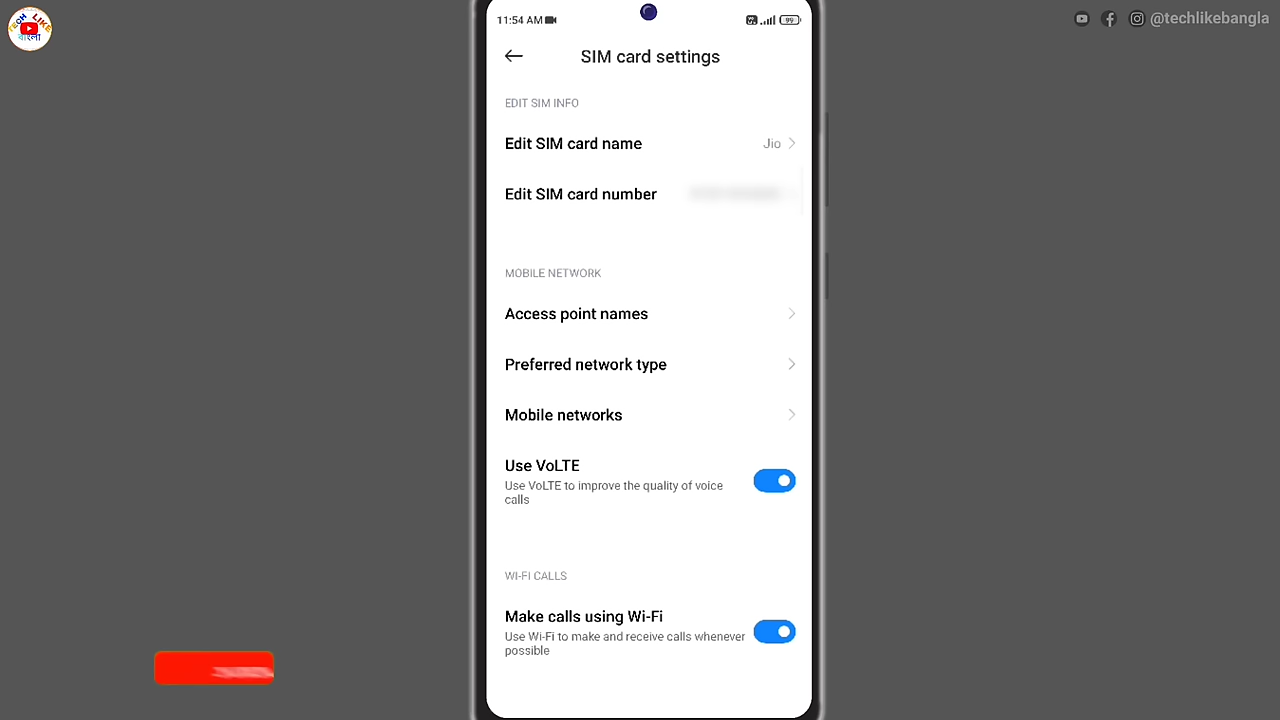 TECH LIKE
বাংলা
@techlikebangla
11:54 AM
99
SIM card settings
EDIT SIM INFO
Edit SIM card name
Jio
Edit SIM card number
MOBILE NETWORK
Access point names
Preferred network type
Mobile networks
Use VoLTE
Use VoLTE to improve the quality of voice
calls
WI-FI CALLS
Make calls using Wi-Fi
Use Wi-Fi to make and receive calls whenever
possible